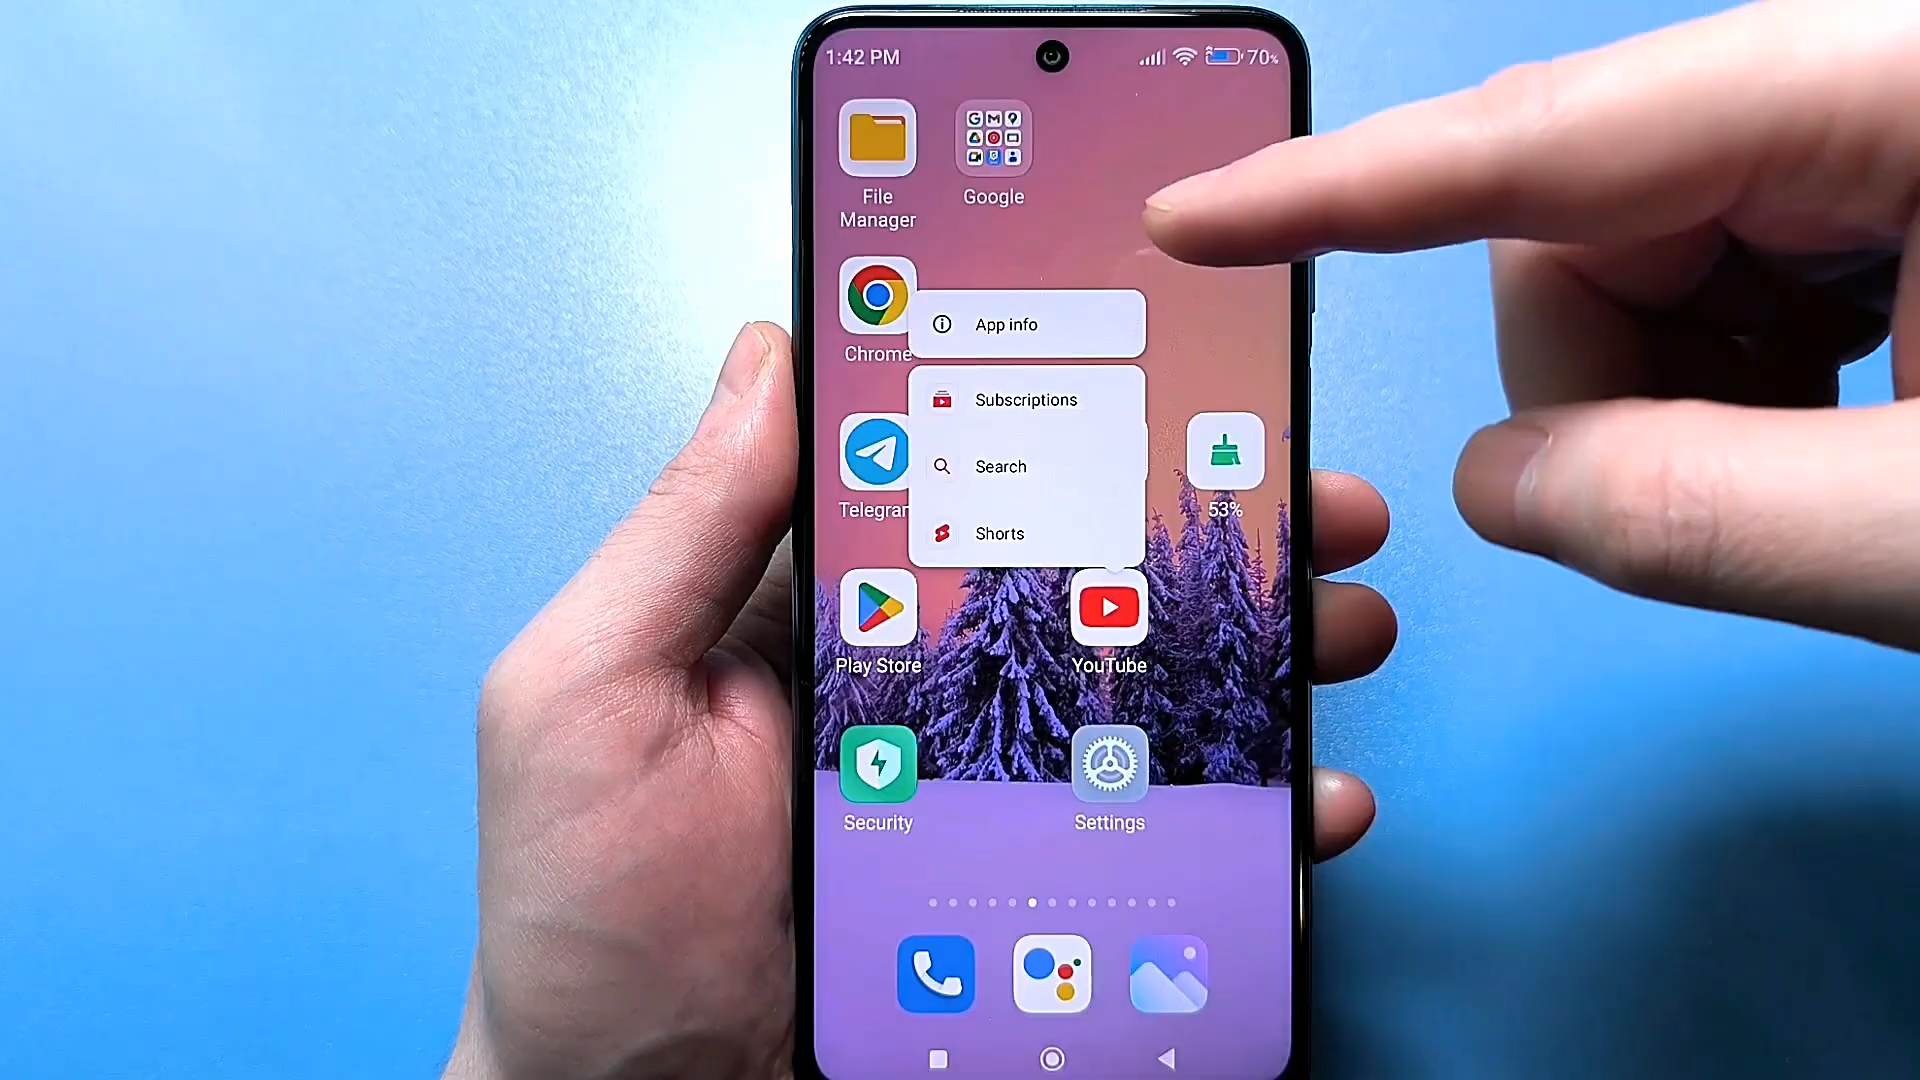 1:42 PM
70%
File
Manager
Google
Chrome
App info
Subscriptions
Search
Shorts
Telegram
53%
Play Store
YouTube
Security
Settings